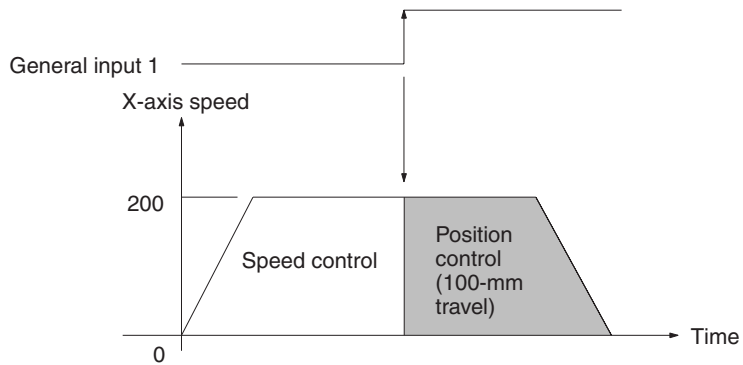 General input 1
X-axis speed
200
Speed control
Position
control
(100-mm
travel)
Time
0